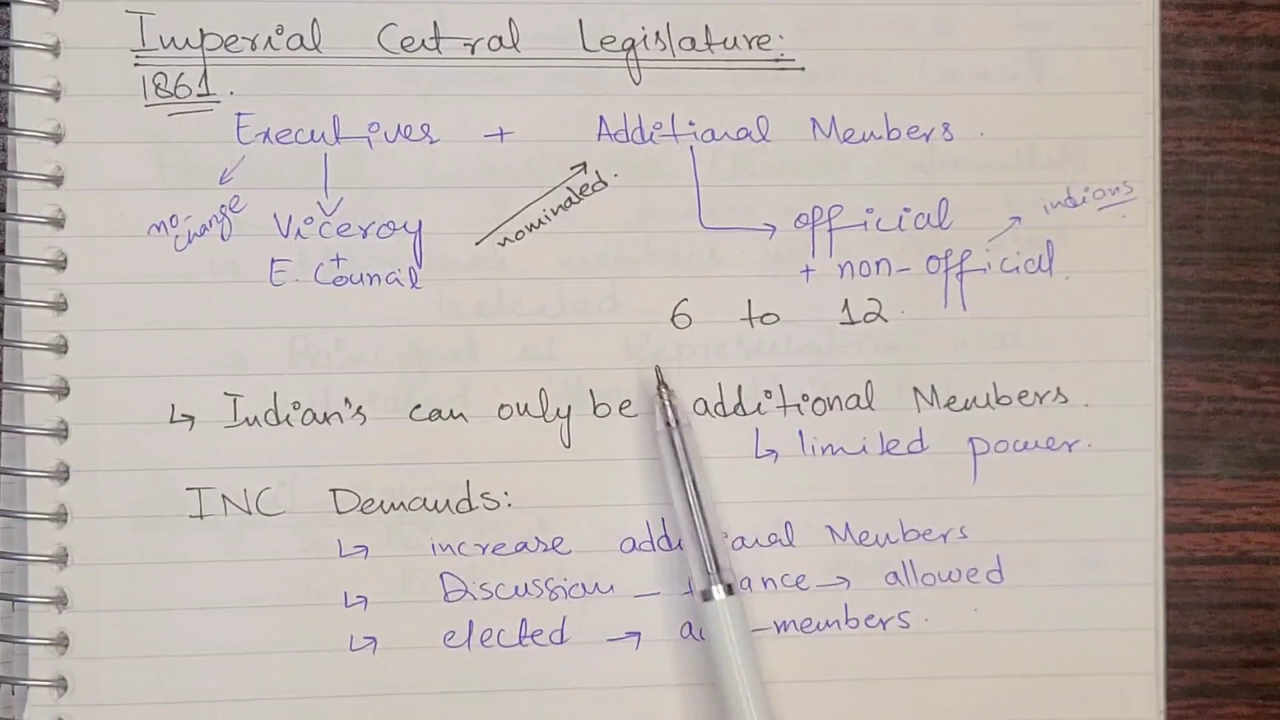 Imperial Central Legislature:
1861.
Executives + Additional Members.
no change
Viceroy
+
E. Council
nominated.
official
indians
+ non-official.
6 to 12.
↳ Indian's can only be additional Members.
↳ limited power.
INC Demands:
↳ increase Members
↳ Discussion – → allowed
↳ elected → -members.